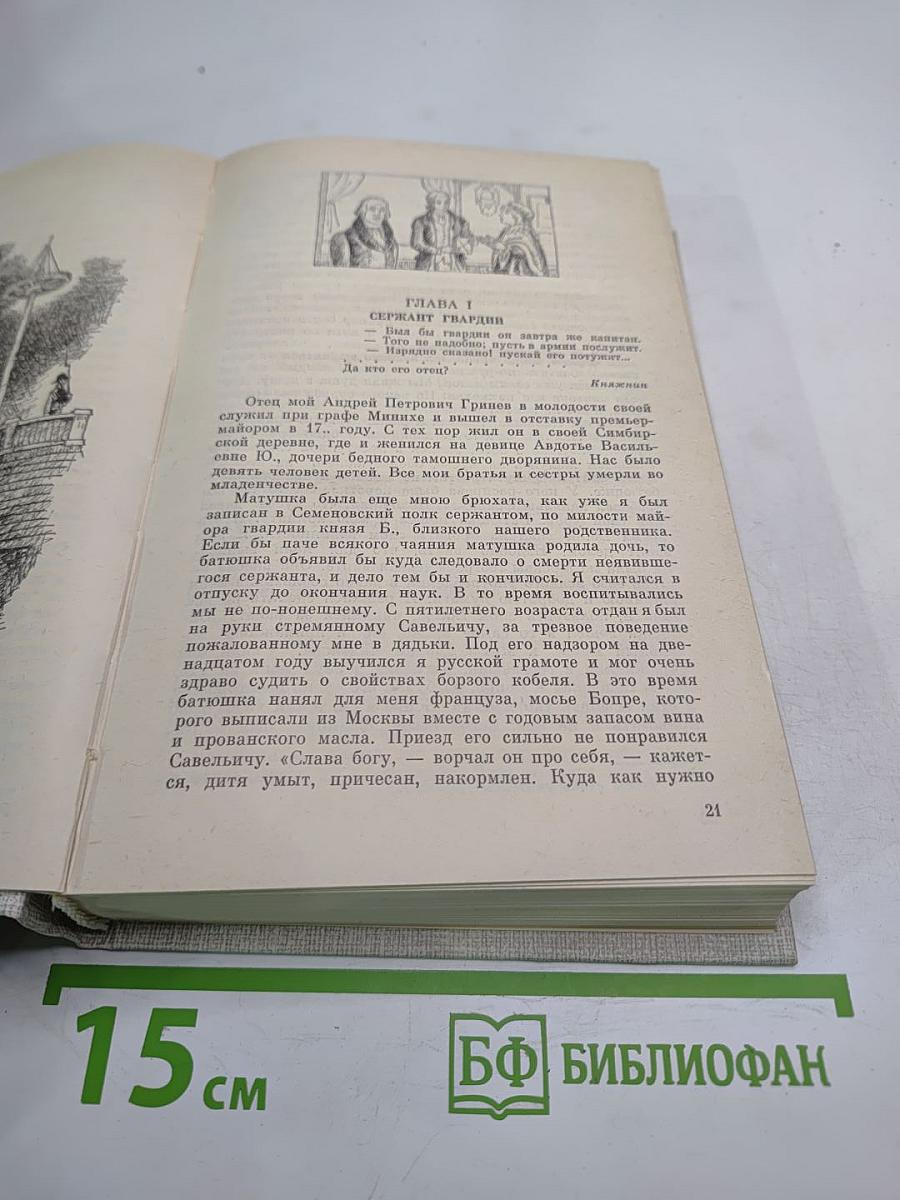 ГЛАВА I
СЕРЖАНТ ГВАРДИИ
— Был бы гвардии он завтра же капитан.
— Того не надобно; пусть в армии послужит.
— Изрядно сказано! пускай его потужит...
. . . . . . . . . . . . . . . .
Да кто его отец?
Княжнин
Отец мой Андрей Петрович Гринев в молодости своей
служил при графе Минихе и вышел в отставку премьер-
майором в 17.. году. С тех пор жил он в своей Симбир-
ской деревне, где и женился на девице Авдотье Василь-
евне Ю., дочери бедного тамошнего дворянина. Нас было
девять человек детей. Все мои братья и сестры умерли во
младенчестве.
Матушка была еще мною брюхата, как уже я был
записан в Семеновский полк сержантом, по милости май-
ора гвардии князя Б., близкого нашего родственника.
Если бы паче всякого чаяния матушка родила дочь, то
батюшка объявил бы куда следовало о смерти неявивше-
гося сержанта, и дело тем бы и кончилось. Я считался в
отпуску до окончания наук. В то время воспитывались
мы не по-нонешнему. С пятилетнего возраста отдан я был
на руки стремянному Савельичу, за трезвое поведение
пожалованному мне в дядьки. Под его надзором на две-
надцатом году выучился я русской грамоте и мог очень
здраво судить о свойствах борзого кобеля. В это время
батюшка нанял для меня француза, мосье Бопре, кото-
рого выписали из Москвы вместе с годовым запасом вина
и прованского масла. Приезд его сильно не понравился
Савельичу. «Слава богу, — ворчал он про себя, — кажет-
ся, дитя умыт, причесан, накормлен. Куда как нужно
21
15 см
БФ БИБЛИОФАН